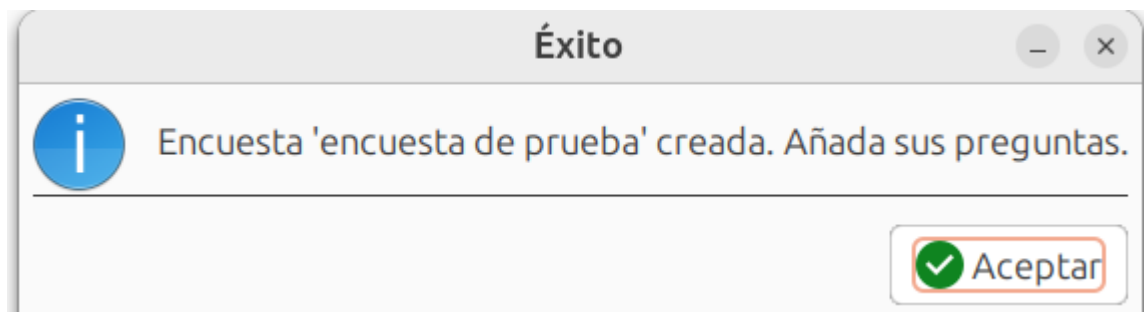 Éxito
Encuesta 'encuesta de prueba' creada. Añada sus preguntas.
Aceptar